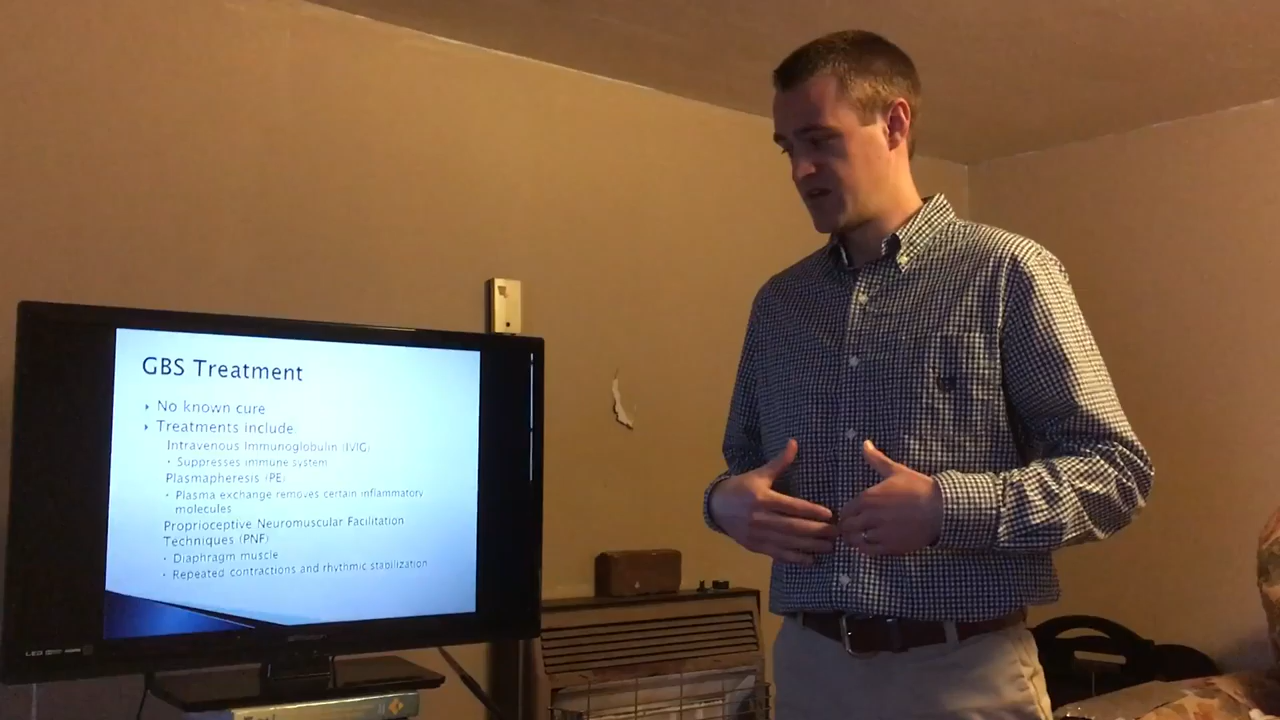 GBS Treatment
No known cure
Treatments include:
Intravenous Immunoglobulin (IVIG)
Suppresses immune system
Plasmapheresis (PE)
Plasma exchange removes certain inflammatory
molecules
Proprioceptive Neuromuscular Facilitation
Techniques (PNF)
Diaphragm muscle
Repeated contractions and rhythmic stabilization
LED